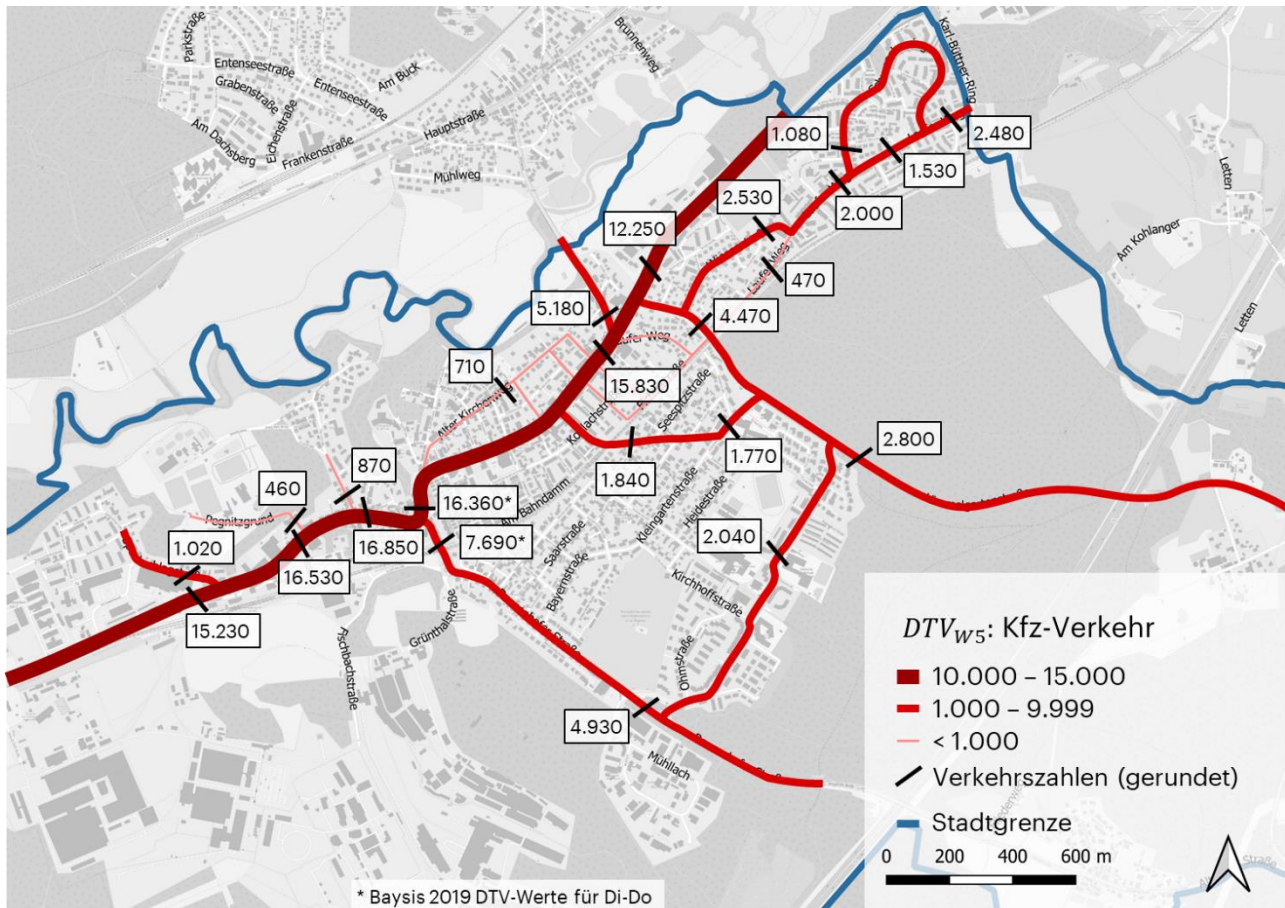 Parkstraße
Entenseestraße
Grabenstraße
Am Bück
Entenseestraße
Eichenstraße
Am Dachsberg
Frankenstraße
Hauptstraße
Brunnenweg
Mühlweg
Karl-Büttner-Ring
1.080
2.480
1.530
2.530
2.000
12.250
Laufer Weg
470
5.180
4.470
Letten
Am Kohlanger
Letten
710
15.830
Alter Kirchenweg
Seespitzstraße
1.840
1.770
2.800
870
460
Pegnitzgrund
16.360*
Am Bahndamm
Kleingartenstraße
Heidestraße
1.020
16.530
16.850
7.690*
Saarstraße
Bayernstraße
2.040
Kirchhoffstraße
15.230
Fischbachstraße
Grünthalstraße
Ohmstraße
4.930
Mühllach
DTVW5: Kfz-Verkehr
10.000 – 15.000
1.000 – 9.999
< 1.000
Verkehrszahlen (gerundet)
Stadtgrenze
0 200 400 600 m
* Baysis 2019 DTV-Werte für Di-Do